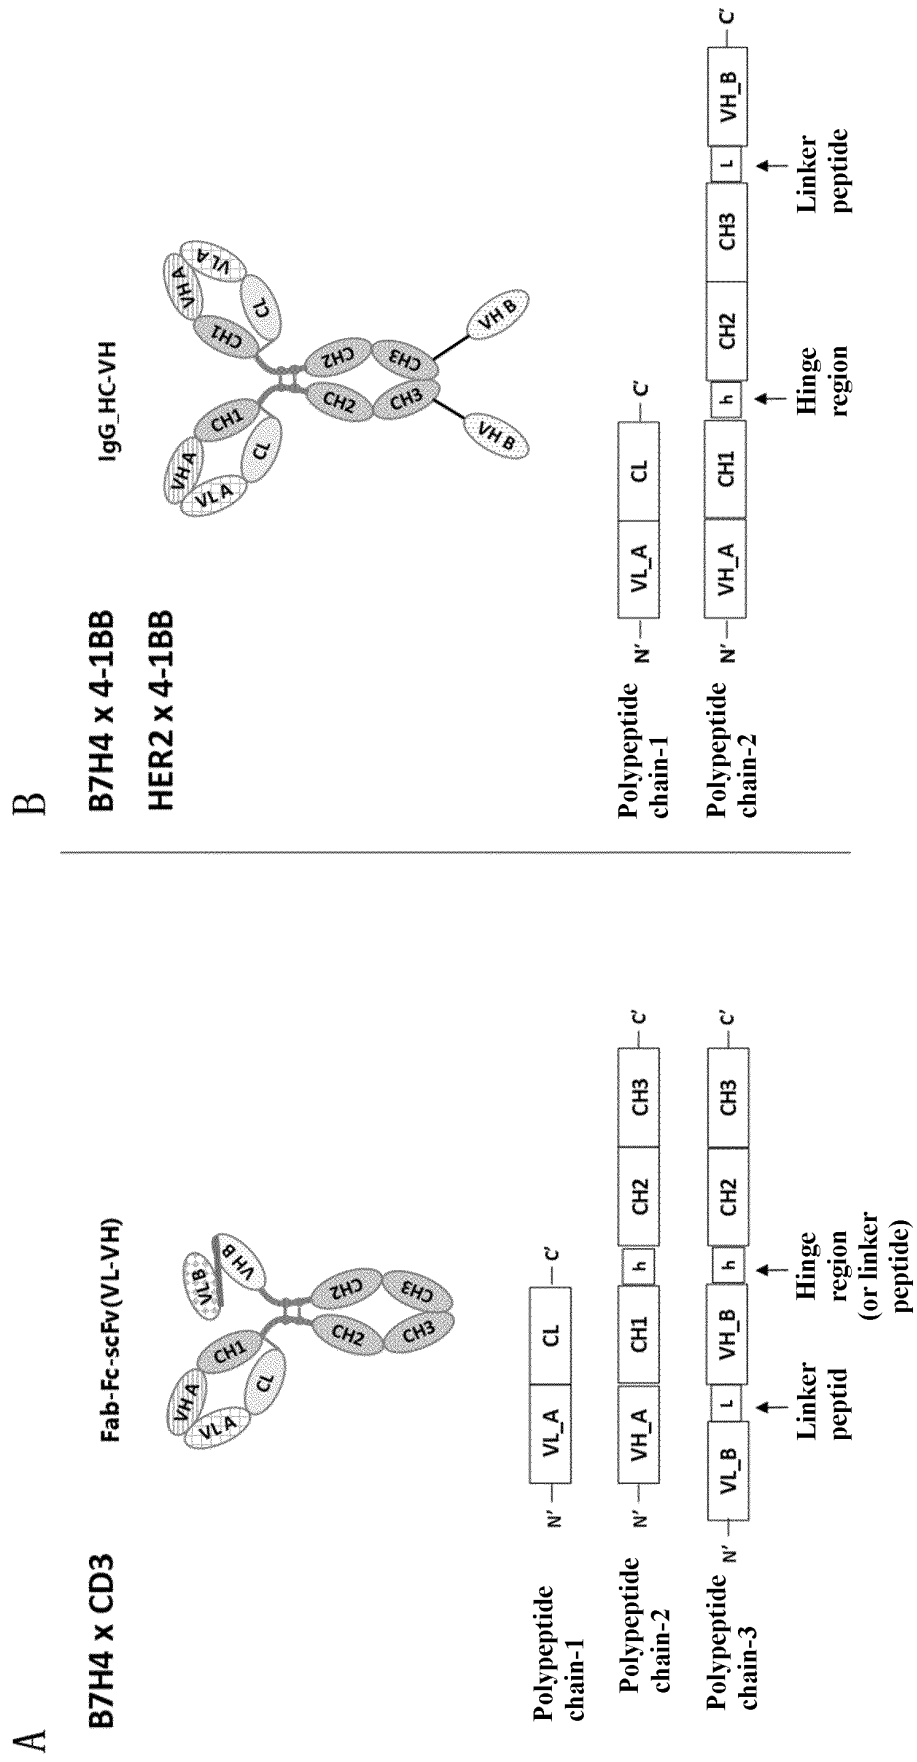 A
B7H4 x CD3
Fab-Fc-scFv(VL-VH)
VH A
VL A
CH1
CL
VL B
VH B
CH2
CH2
CH3
CH3
Polypeptide
chain-1
N'
VL_A
CL
C'
Polypeptide
chain-2
N'
VH_A
CH1
h
CH2
CH3
C'
Polypeptide
chain-3
N'
VL_B
L
VH_B
h
CH2
CH3
C'
Linker
peptid
Hinge
region
(or linker
peptide)
B
B7H4 x 4-1BB
HER2 x 4-1BB
IgG_HC-VH
VH A
VL A
CH1
CL
VH A
VL A
CH1
CL
CH2
CH2
CH3
CH3
VH B
VH B
Polypeptide
chain-1
N'
VL_A
CL
C'
Polypeptide
chain-2
N'
VH_A
CH1
h
CH2
CH3
L
VH_B
C'
Hinge
region
Linker
peptide